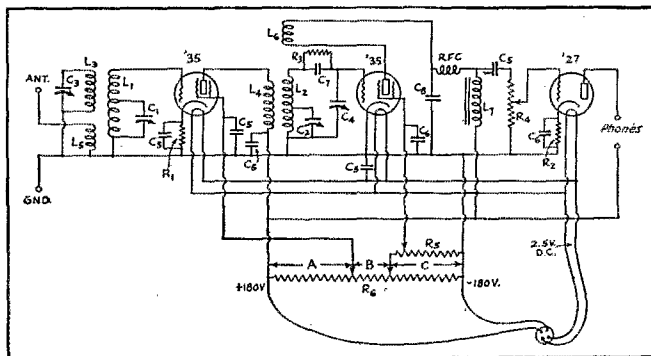 L6
'35
R3
'35
RFC
C5
'27
L3
ANT.
C3
L1
L4
L2
C7
C8
L7
R4
C1
C4
L5
C5
C5
C2
C6
C6
Phones
C6
R1
C5
R2
GND.
R5
2.5V.
D.C.
A
B
C
+180V
R6
-180V.